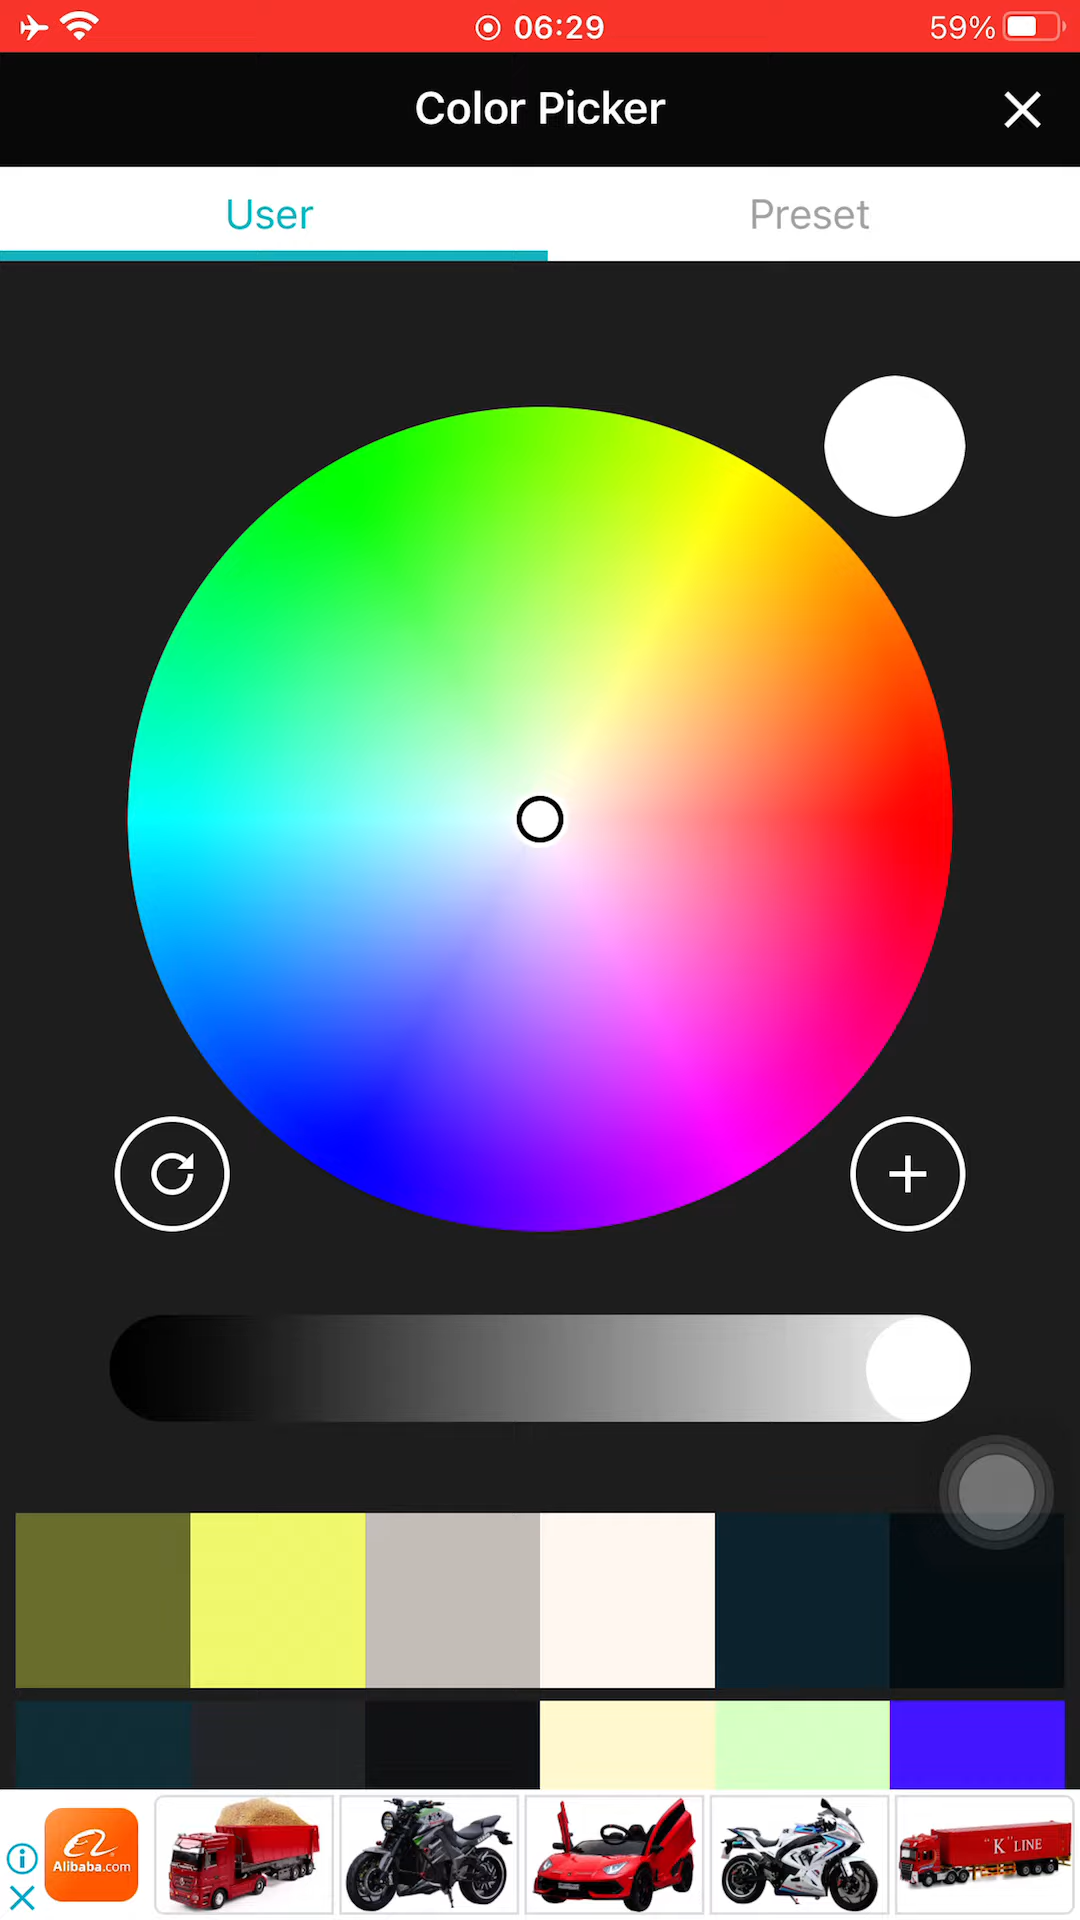 06:29
59%
Color Picker
User
Preset
Alibaba.com
"K" LINE